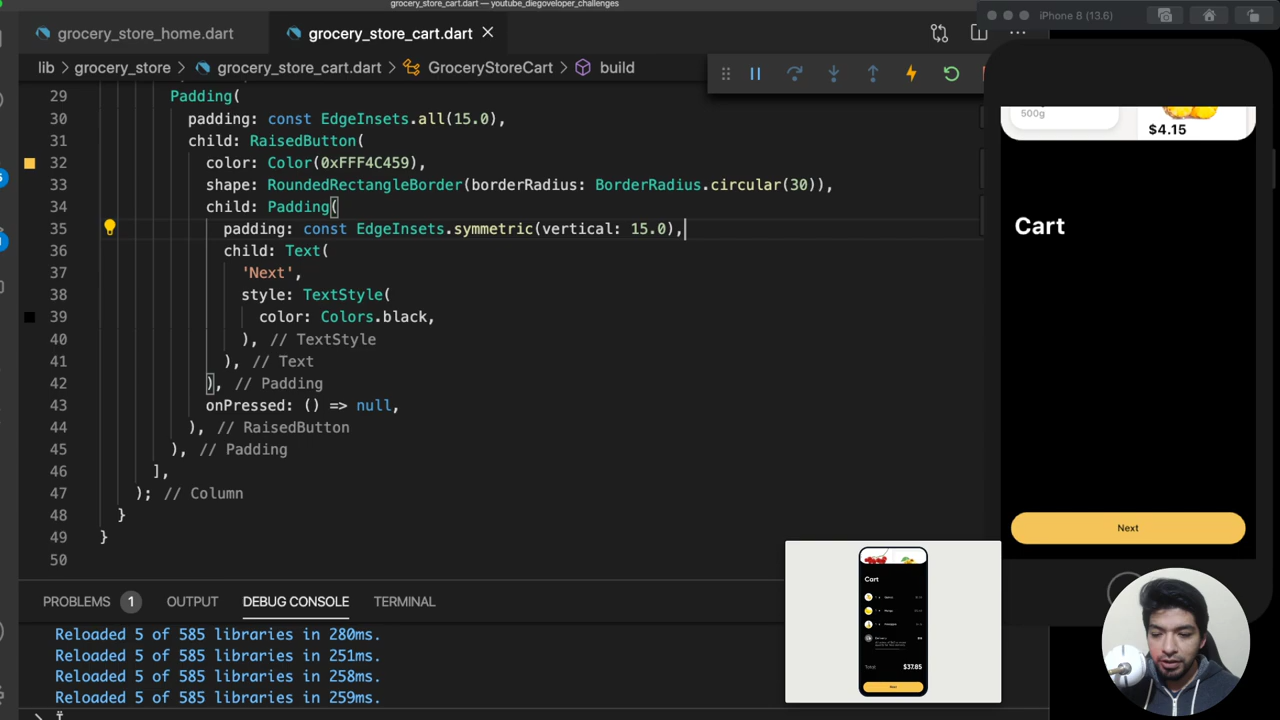 grocery_store_cart.dart — youtube_diegoveloper_challenges
iPhone 8 (13.6)
grocery_store_home.dart
grocery_store_cart.dart
lib > grocery_store > grocery_store_cart.dart > GroceryStoreCart > build
29 Padding(
30 padding: const EdgeInsets.all(15.0),
31 child: RaisedButton(
32 color: Color(0xFFF4C459),
33 shape: RoundedRectangleBorder(borderRadius: BorderRadius.circular(30)),
34 child: Padding(
35 padding: const EdgeInsets.symmetric(vertical: 15.0),
36 child: Text(
37 'Next',
38 style: TextStyle(
39 color: Colors.black,
40 ), // TextStyle
41 ), // Text
42 ), // Padding
43 onPressed: () => null,
44 ), // RaisedButton
45 ), // Padding
46 ],
47 ); // Column
48 }
49 }
50
PROBLEMS 1 OUTPUT DEBUG CONSOLE TERMINAL
Reloaded 5 of 585 libraries in 280ms.
Reloaded 5 of 585 libraries in 251ms.
Reloaded 5 of 585 libraries in 258ms.
Reloaded 5 of 585 libraries in 259ms.
500g
$4.15
Cart
Next
Cart
Total:
$37.85
Next